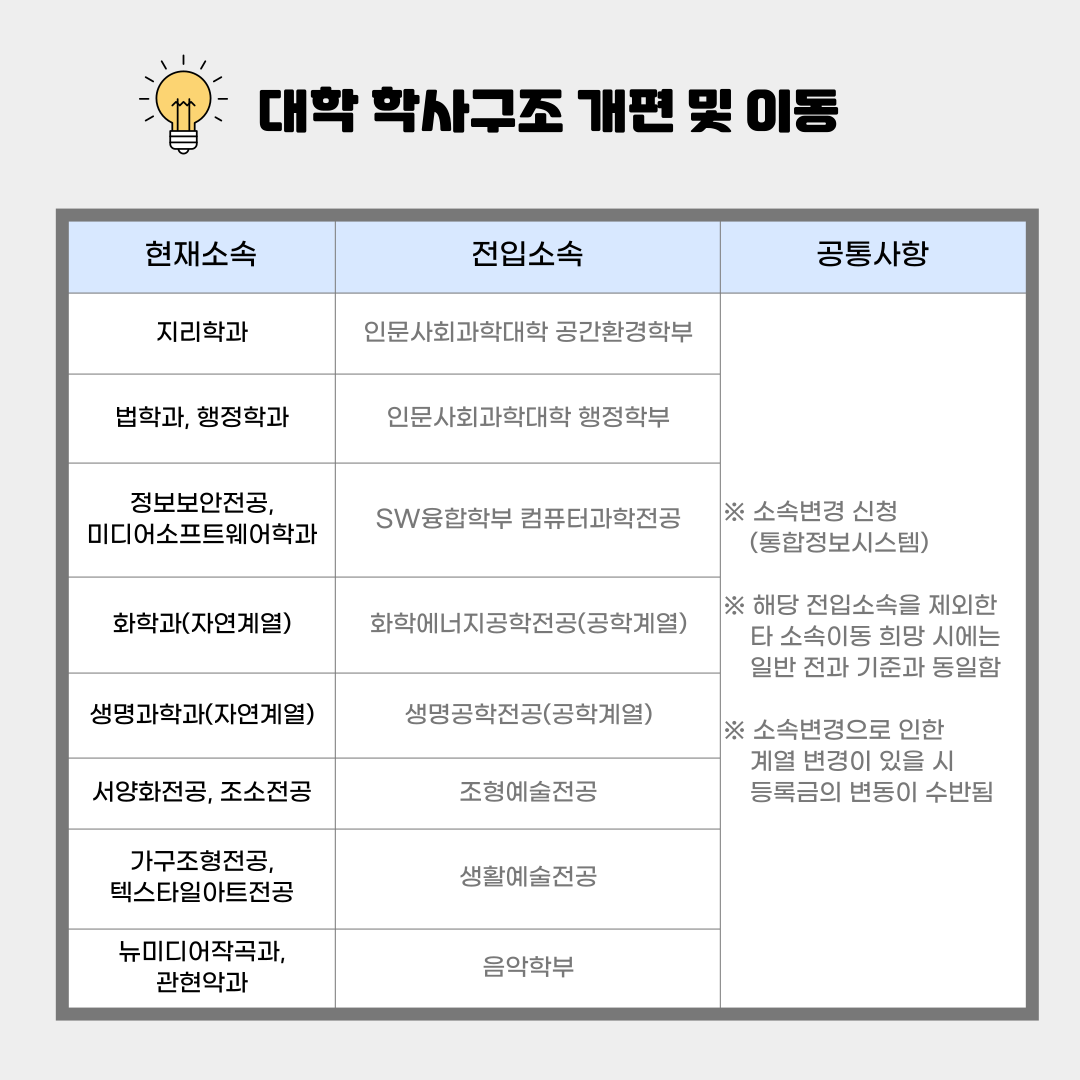 대학 학사구조 개편 및 이동
현재소속
전입소속
공통사항
지리학과
인문사회과학대학 공간환경학부
법학과, 행정학과
인문사회과학대학 행정학부
정보보안전공,
미디어소프트웨어학과
SW융합학부 컴퓨터과학전공
화학과(자연계열)
화학에너지공학전공(공학계열)
생명과학과(자연계열)
생명공학전공(공학계열)
서양화전공, 조소전공
조형예술전공
가구조형전공,
텍스타일아트전공
생활예술전공
뉴미디어작곡과,
관현악과
음악학부
※ 소속변경 신청
(통합정보시스템)
※ 해당 전입소속을 제외한
타 소속이동 희망 시에는
일반 전과 기준과 동일함
※ 소속변경으로 인한
계열 변경이 있을 시
등록금의 변동이 수반됨